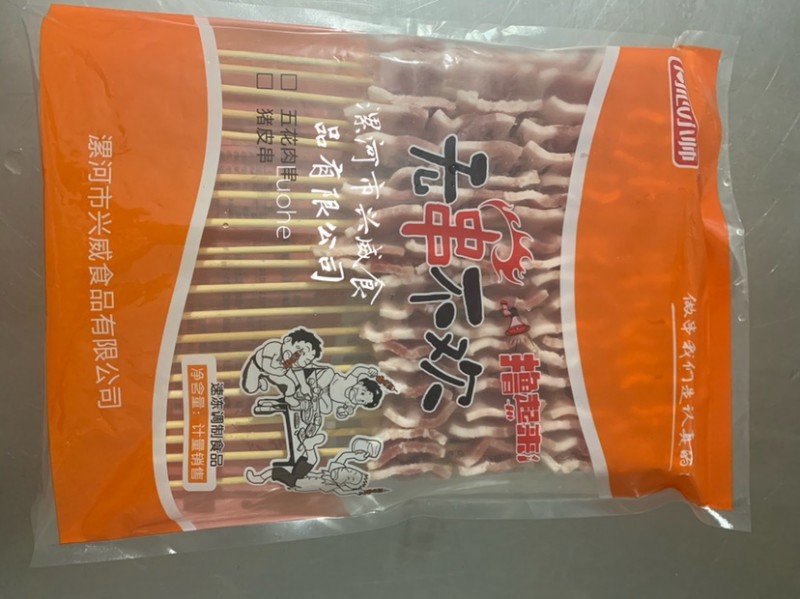 做串我们是认真的
无串不欢
撸起来
漯河市兴威食
品有限公司
Luohe
□ 五花肉串
□ 猪皮串
速冻调制食品
净含量：计量销售
漯河市兴威食品有限公司